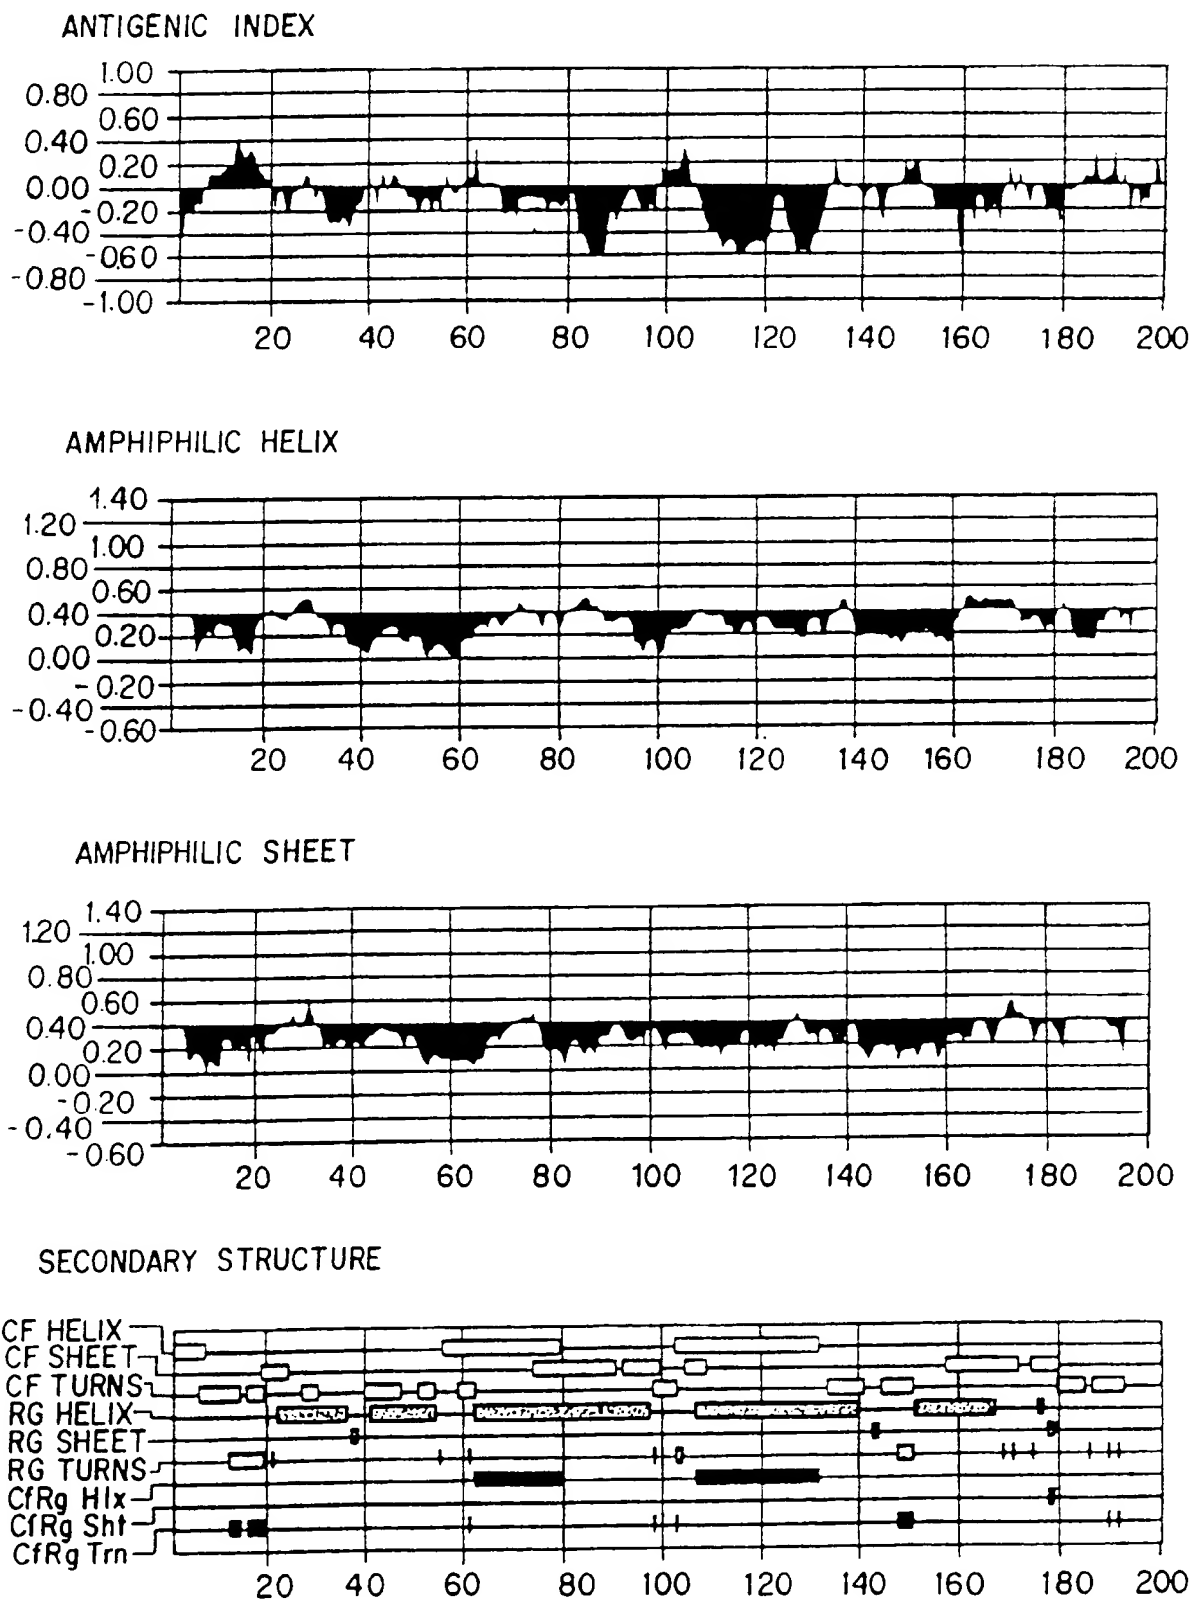 ANTIGENIC INDEX
1.00
0.80
0.60
0.40
0.20
0.00
-0.20
-0.40
-0.60
-0.80
-1.00
20 40 60 80 100 120 140 160 180 200
AMPHIPHILIC HELIX
1.40
1.20
1.00
0.80
0.60
0.40
0.20
0.00
-0.20
-0.40
-0.60
20 40 60 80 100 120 140 160 180 200
AMPHIPHILIC SHEET
1.40
1.20
1.00
0.80
0.60
0.40
0.20
0.00
-0.20
-0.40
-0.60
20 40 60 80 100 120 140 160 180 200
SECONDARY STRUCTURE
CF HELIX
CF SHEET
CF TURNS
RG HELIX
RG SHEET
RG TURNS
CfRg Hlx
CfRg Sht
CfRg Trn
20 40 60 80 100 120 140 160 180 200